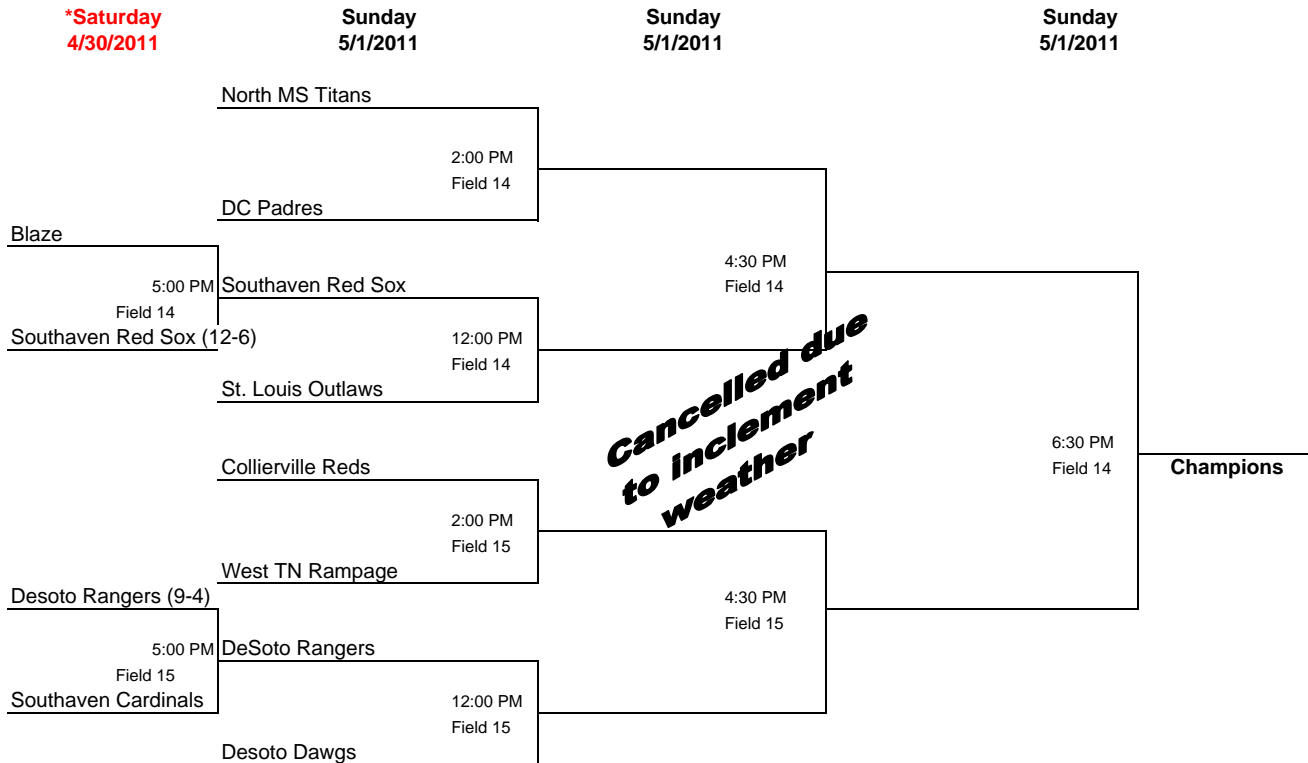 *Saturday
4/30/2011
Sunday
5/1/2011
Sunday
5/1/2011
Sunday
5/1/2011
North MS Titans
2:00 PM
Field 14
DC Padres
Blaze
5:00 PM
Field 14
Southaven Red Sox
4:30 PM
Field 14
Southaven Red Sox (12-6)
12:00 PM
Field 14
St. Louis Outlaws
Cancelled due
to inclement
weather
Collierville Reds
6:30 PM
Field 14
Champions
2:00 PM
Field 15
West TN Rampage
Desoto Rangers (9-4)
4:30 PM
Field 15
5:00 PM
Field 15
DeSoto Rangers
Southaven Cardinals
12:00 PM
Field 15
Desoto Dawgs